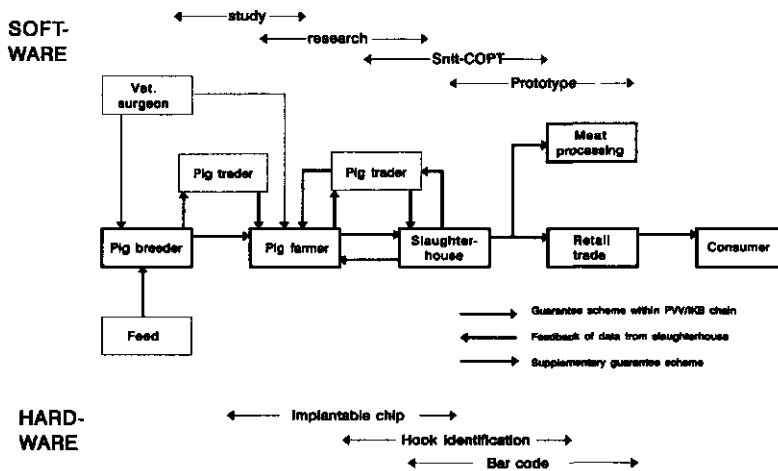 SOFT-
WARE
study
research
Snit-COPT
Prototype
Vet.
surgeon
Meat
processing
Pig trader
Pig trader
Pig breeder
Pig farmer
Slaughter-
house
Retail
trade
Consumer
Feed
Guarantee scheme within PVV/IKB chain
Feedback of data from slaughterhouse
Supplementary guarantee scheme
HARD-
WARE
Implantable chip
Hook identification
Bar code